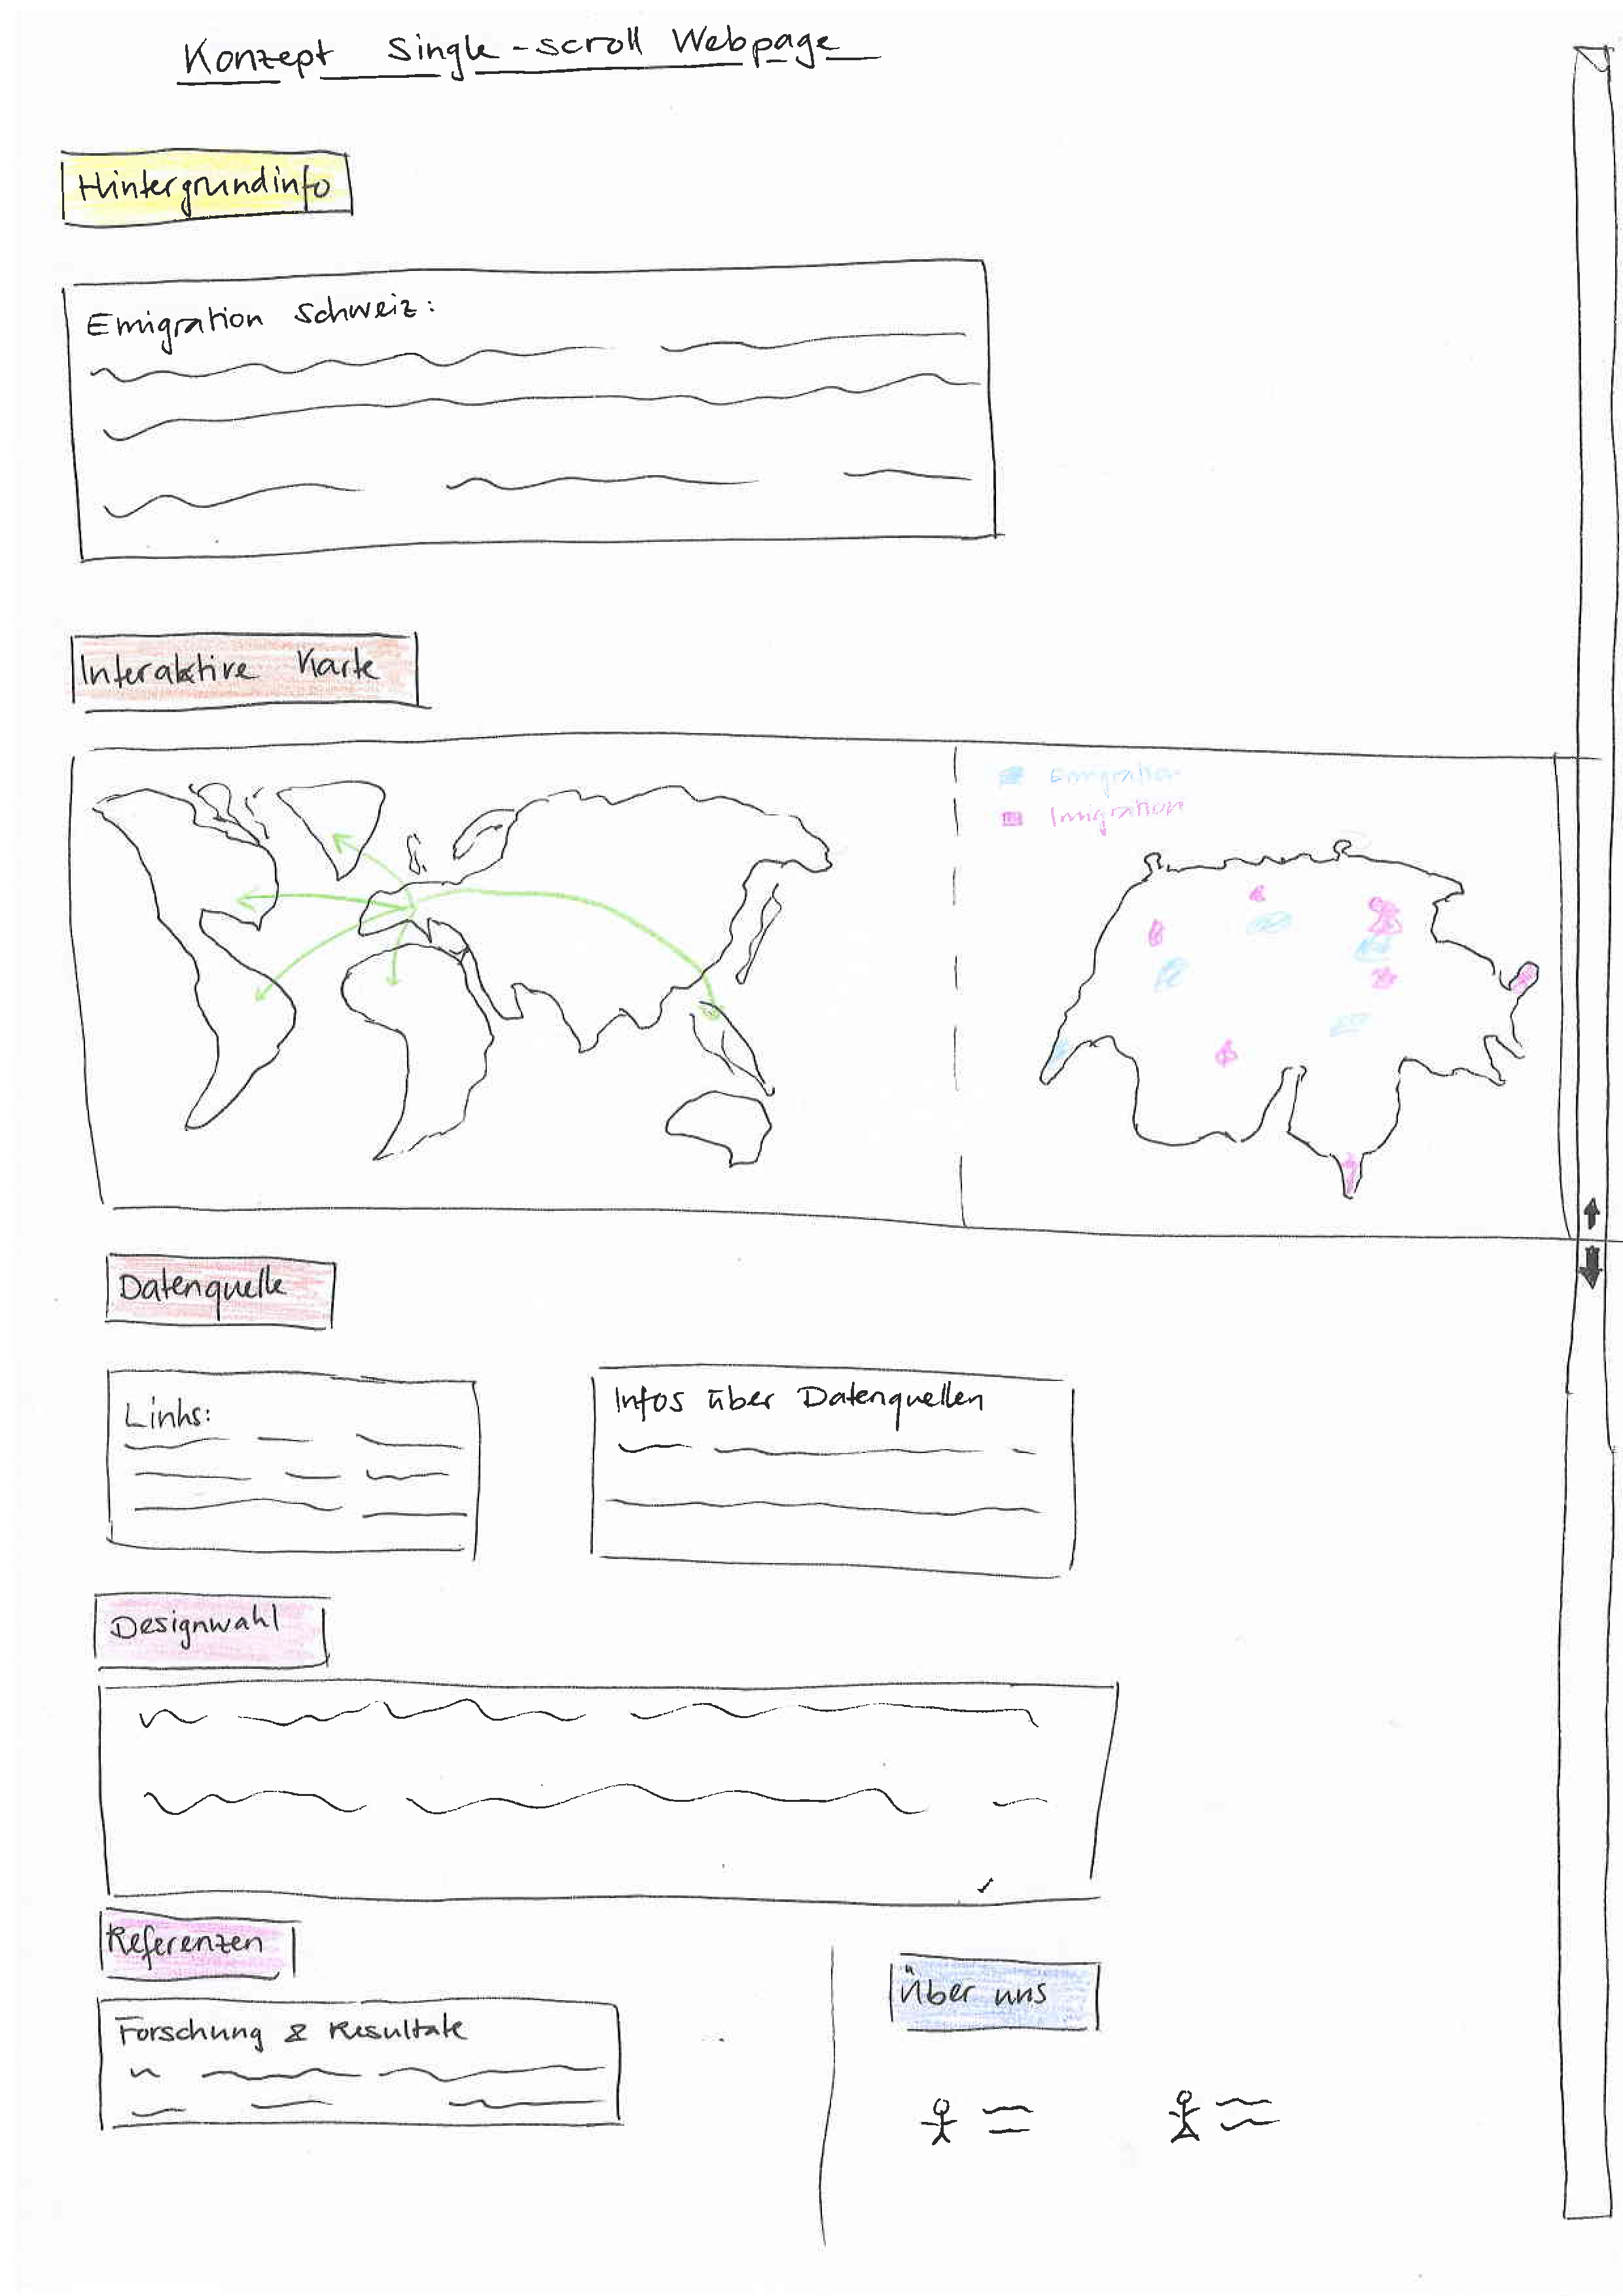 Konzept Single-scroll Webpage
Hintergrundinfo
Emigration Schweiz:
Interaktive Karte
Emigration
Imigration
Datenquelle
Links:
Infos über Datenquellen
Designwahl
Referenzen
Forschung & Resultate
Über uns